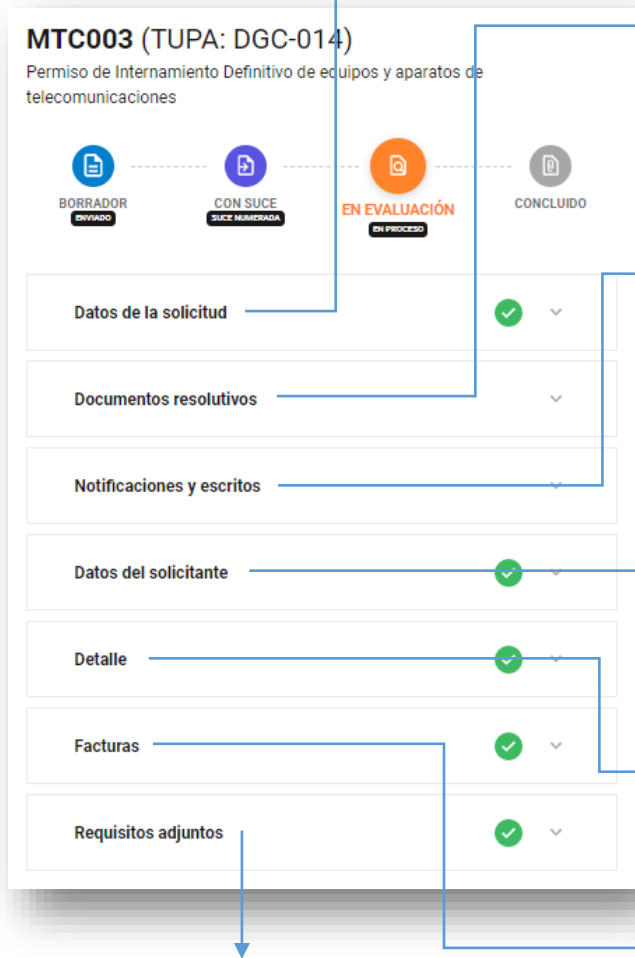 MTC003 (TUPA: DGC-014)
Permiso de Internamiento Definitivo de equipos y aparatos de
telecomunicaciones
BORRADOR
ENVIADO
CON SUCE
SUCE NUMERADA
EN EVALUACIÓN
EN PROCESO
CONCLUIDO
Datos de la solicitud
Documentos resolutivos
Notificaciones y escritos
Datos del solicitante
Detalle
Facturas
Requisitos adjuntos